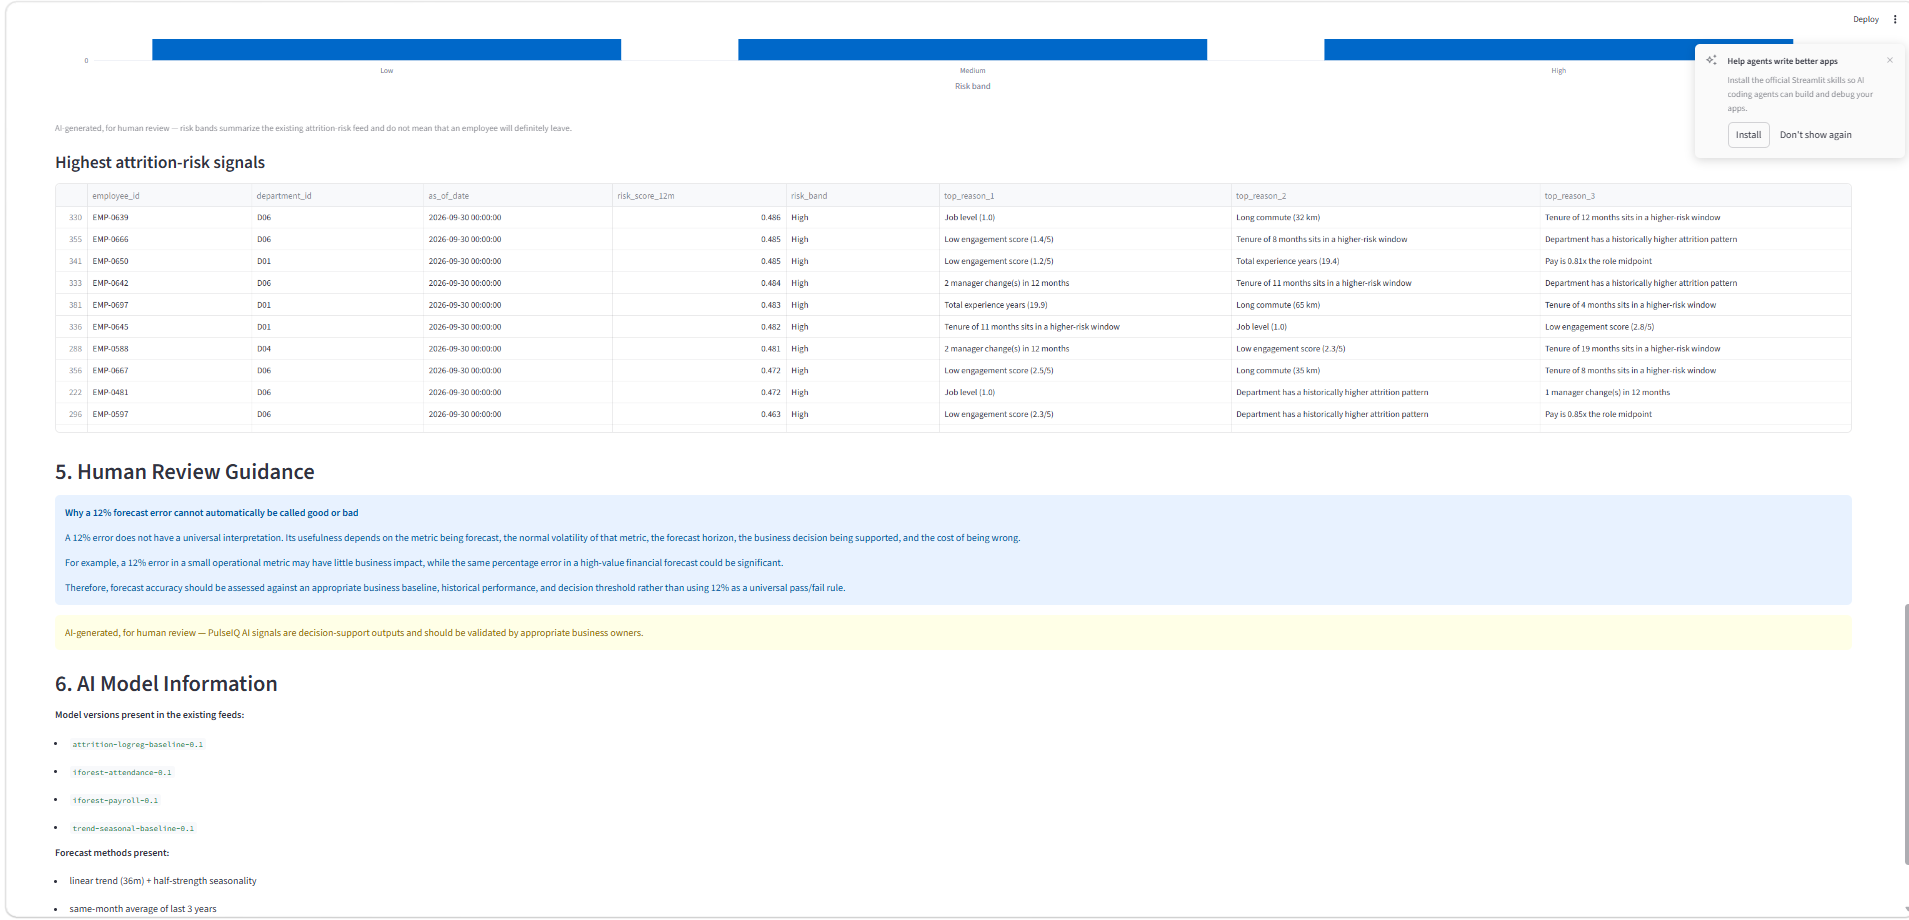 Deploy
0
Low Medium High
Risk band
Help agents write better apps
Install the official Streamlit skills so AI
coding agents can build and debug your
apps.
Install Don't show again
AI-generated, for human review — risk bands summarize the existing attrition-risk feed and do not mean that an employee will definitely leave.
Highest attrition-risk signals
employee_id department_id as_of_date risk_score_12m risk_band top_reason_1 top_reason_2 top_reason_3
330 EMP-0639 D06 2026-09-30 00:00:00 0.486 High Job level (1.0) Long commute (32 km) Tenure of 12 months sits in a higher-risk window
355 EMP-0666 D06 2026-09-30 00:00:00 0.485 High Low engagement score (1.4/5) Tenure of 8 months sits in a higher-risk window Department has a historically higher attrition pattern
341 EMP-0650 D01 2026-09-30 00:00:00 0.485 High Low engagement score (1.2/5) Total experience years (19.4) Pay is 0.81x the role midpoint
333 EMP-0642 D06 2026-09-30 00:00:00 0.484 High 2 manager change(s) in 12 months Tenure of 11 months sits in a higher-risk window Department has a historically higher attrition pattern
381 EMP-0697 D01 2026-09-30 00:00:00 0.483 High Total experience years (19.9) Long commute (65 km) Tenure of 4 months sits in a higher-risk window
336 EMP-0645 D01 2026-09-30 00:00:00 0.482 High Tenure of 11 months sits in a higher-risk window Job level (1.0) Low engagement score (2.8/5)
288 EMP-0588 D04 2026-09-30 00:00:00 0.481 High 2 manager change(s) in 12 months Low engagement score (2.3/5) Tenure of 19 months sits in a higher-risk window
356 EMP-0667 D06 2026-09-30 00:00:00 0.472 High Low engagement score (2.5/5) Long commute (35 km) Tenure of 8 months sits in a higher-risk window
222 EMP-0481 D06 2026-09-30 00:00:00 0.472 High Job level (1.0) Department has a historically higher attrition pattern 1 manager change(s) in 12 months
296 EMP-0597 D06 2026-09-30 00:00:00 0.463 High Low engagement score (2.3/5) Department has a historically higher attrition pattern Pay is 0.85x the role midpoint
5. Human Review Guidance
Why a 12% forecast error cannot automatically be called good or bad
A 12% error does not have a universal interpretation. Its usefulness depends on the metric being forecast, the normal volatility of that metric, the forecast horizon, the business decision being supported, and the cost of being wrong.
For example, a 12% error in a small operational metric may have little business impact, while the same percentage error in a high-value financial forecast could be significant.
Therefore, forecast accuracy should be assessed against an appropriate business baseline, historical performance, and decision threshold rather than using 12% as a universal pass/fail rule.
AI-generated, for human review — PulseIQ AI signals are decision-support outputs and should be validated by appropriate business owners.
6. AI Model Information
Model versions present in the existing feeds:
• attrition-logreg-baseline-0.1
• iforest-attendance-0.1
• iforest-payroll-0.1
• trend-seasonal-baseline-0.1
Forecast methods present:
• linear trend (36m) + half-strength seasonality
• same-month average of last 3 years